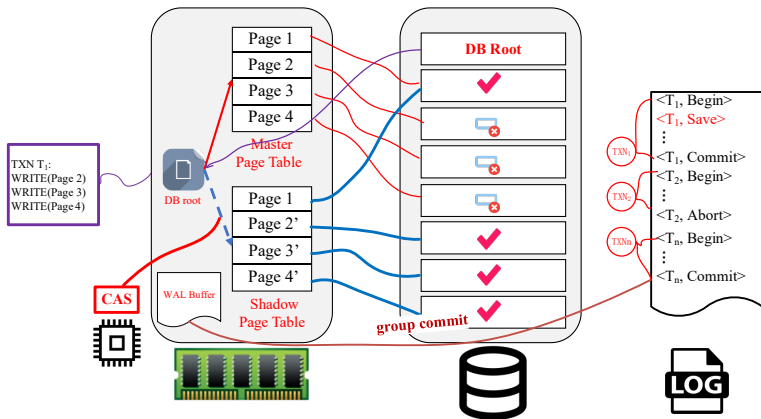 TXN T1:
WRITE(Page 2)
WRITE(Page 3)
WRITE(Page 4)
CAS
Page 1
Page 2
Page 3
Page 4
Master
Page Table
DB root
Page 1
Page 2’
Page 3’
Page 4’
Shadow
Page Table
WAL Buffer
DB Root
group commit
<T1, Begin>
<T1, Save>
⋮
<T1, Commit>
<T2, Begin>
⋮
<T2, Abort>
<Tn, Begin>
⋮
<Tn, Commit>
TXN1
TXN2
TXNn
LOG